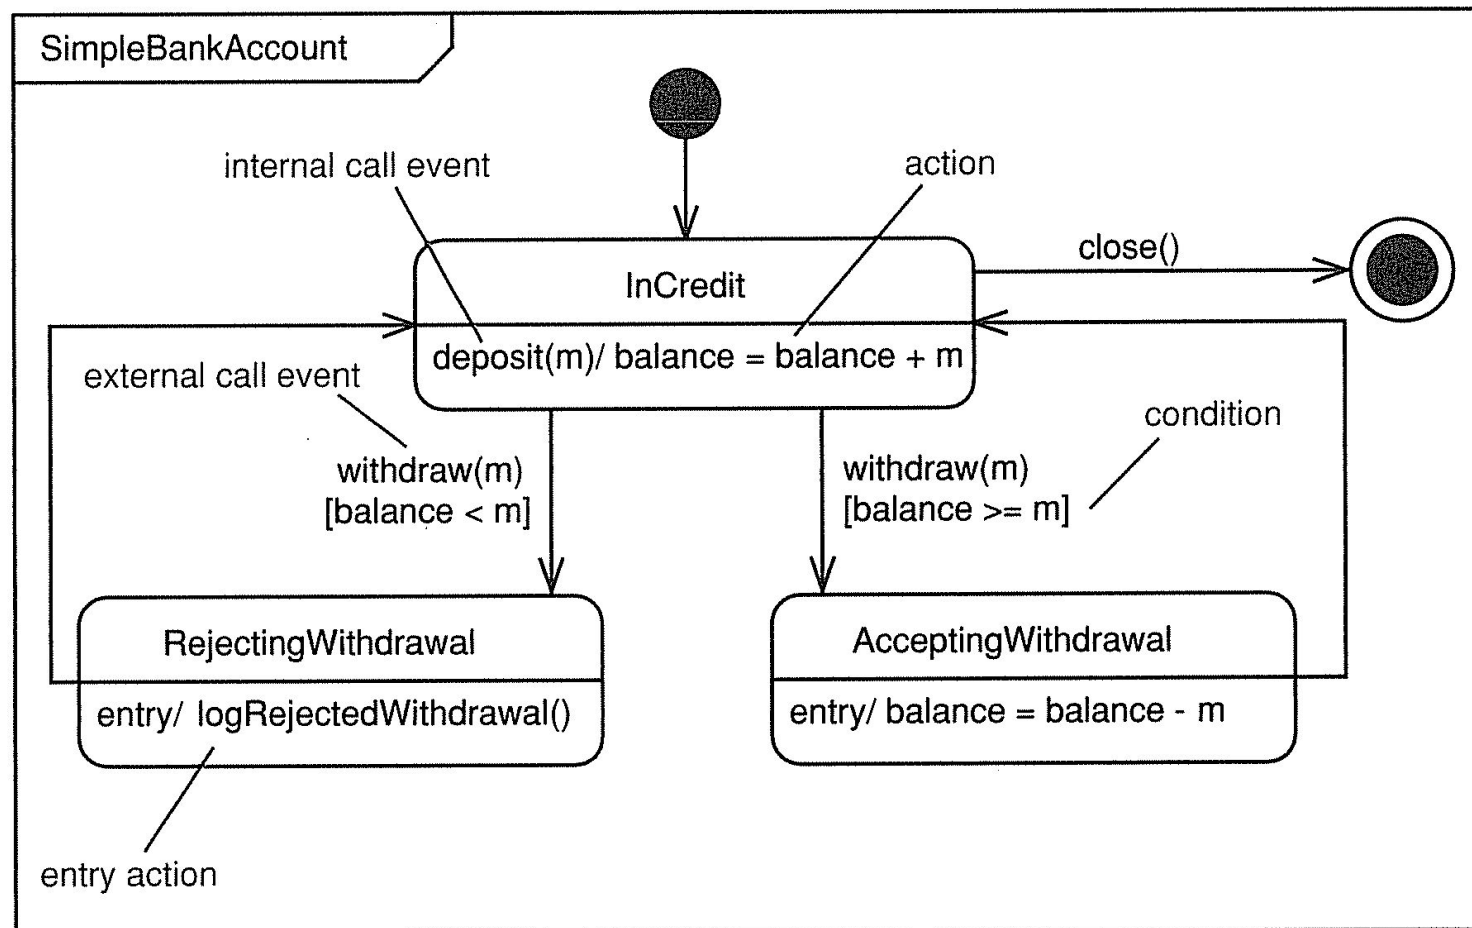 SimpleBankAccount
internal call event
action
close()
InCredit
deposit(m)/ balance = balance + m
external call event
condition
withdraw(m)
[balance < m]
withdraw(m)
[balance >= m]
RejectingWithdrawal
entry/ logRejectedWithdrawal()
AcceptingWithdrawal
entry/ balance = balance - m
entry action